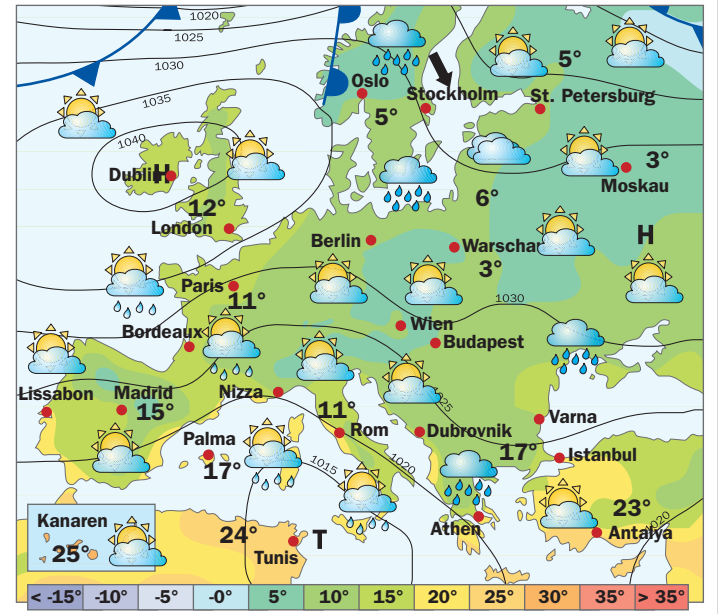 1020
1025
1030
1035
1040
Oslo
5°
Stockholm
5°
St. Petersburg
3°
Moskau
Dublin
H
12°
London
6°
Berlin
Warschau
3°
H
Paris
11°
1030
Bordeaux
Wien
Budapest
Lissabon
Madrid
15°
Nizza
11°
Rom
1025
Dubrovnik
Varna
17°
Istanbul
Palma
17°
1015
1020
Athen
23°
Antalya
1020
Kanaren
25°
24°
Tunis
T
< -15° -10° -5° -0° 5° 10° 15° 20° 25° 30° 35° > 35°